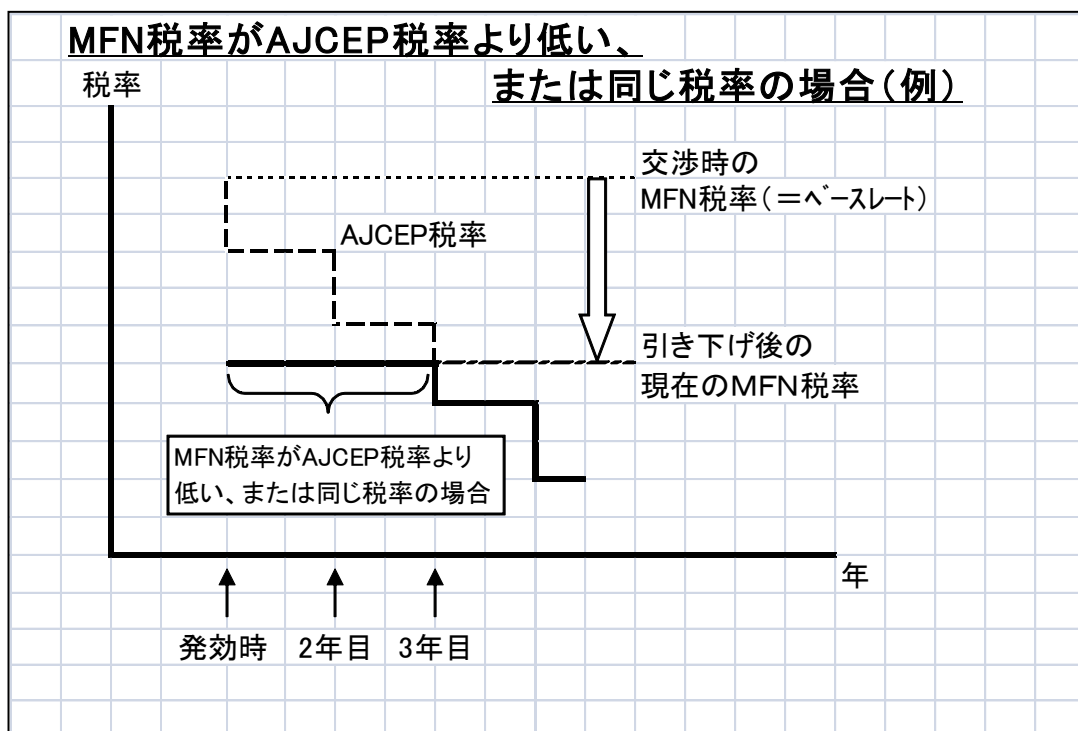 MFN税率がAJCEP税率より低い、
または同じ税率の場合(例)
税率
交渉時の
MFN税率(=ﾍﾞｰｽﾚｰﾄ)
AJCEP税率
引き下げ後の
現在のMFN税率
MFN税率がAJCEP税率より
低い、または同じ税率の場合
年
発効時 2年目 3年目